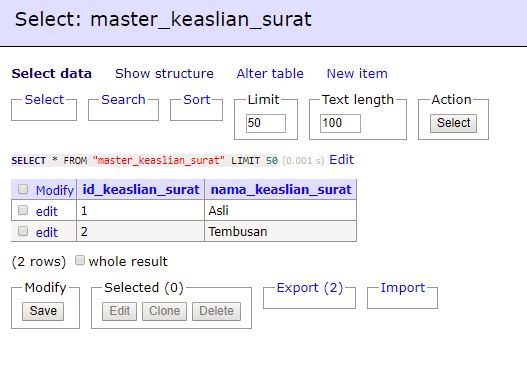 Select: master_keaslian_surat
Select data Show structure Alter table New item
Select Search Sort Limit Text length Action
50 100 Select
SELECT * FROM "master_keaslian_surat" LIMIT 50 (0.001 s) Edit
Modify id_keaslian_surat nama_keaslian_surat
edit 1 Asli
edit 2 Tembusan
(2 rows) whole result
Modify Selected (0) Export (2) Import
Save Edit Clone Delete